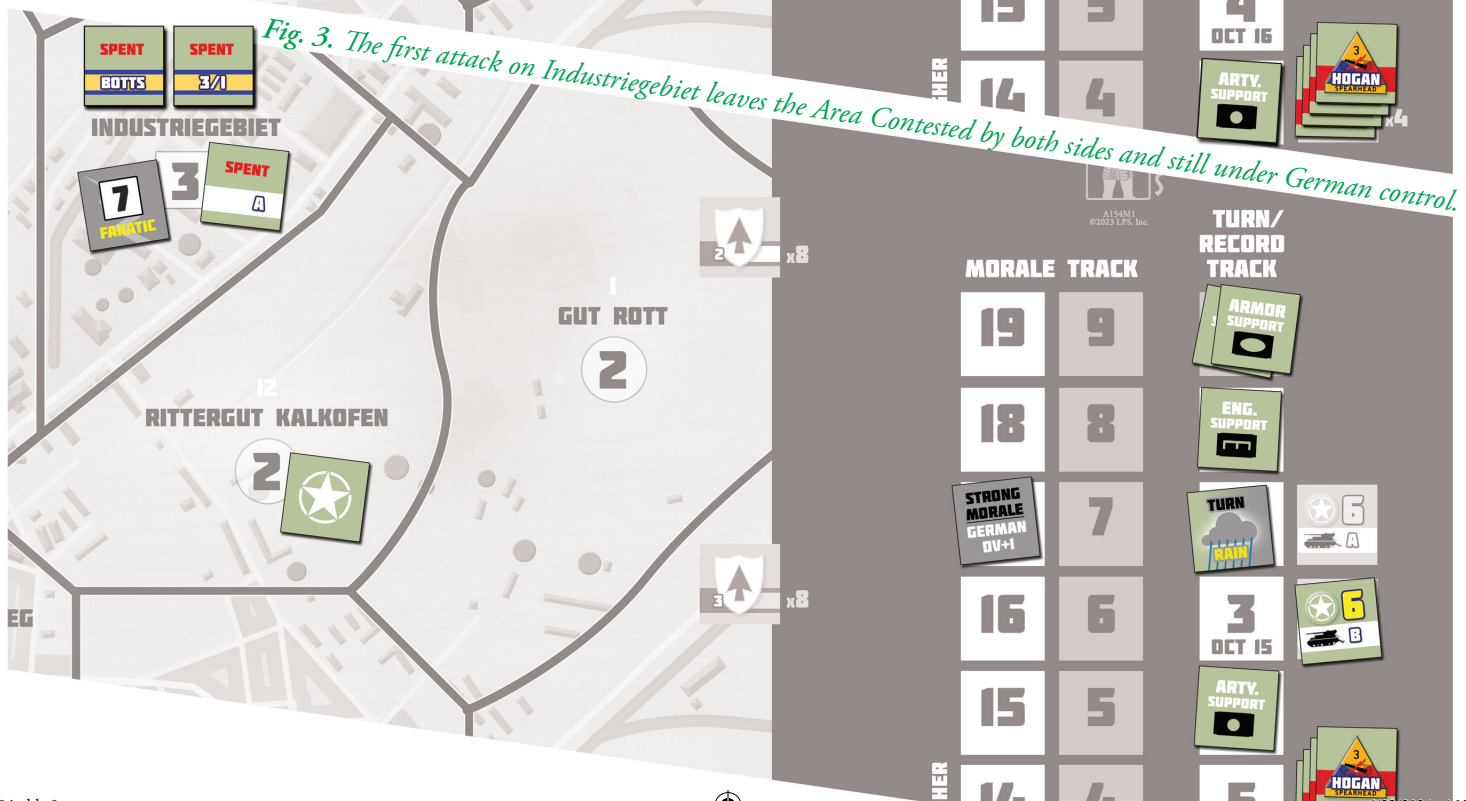 Fig. 3. The first attack on Industriegebiet leaves the Area Contested by both sides and still under German control.
SPENT
BOTTS
SPENT
3/1
INDUSTRIEGEBIET
7
FANATIC
3
SPENT
A
12
RITTERGUT KALKOFEN
2
1
GUT ROTT
2
EG
2
x8
3
x8
4
OCT 16
14
4
ARTY.
SUPPORT
3
HOGAN
SPEARHEAD
x4
A154M1
©2023 LPS, Inc.
MORALE TRACK
TURN/
RECORD
TRACK
19
9
ARMOR
SUPPORT
18
8
ENG.
SUPPORT
STRONG
MORALE
GERMAN
DV+1
7
TURN
RAIN
6
A
16
6
3
OCT 15
6
B
15
5
ARTY.
SUPPORT
3
HOGAN
SPEARHEAD